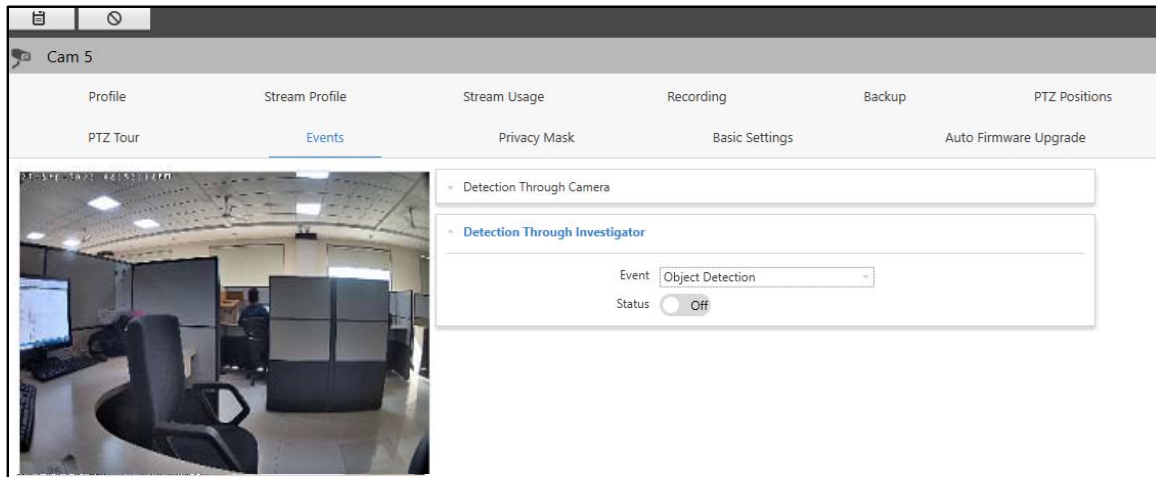 Cam 5
Profile Stream Profile Stream Usage Recording Backup PTZ Positions
PTZ Tour Events Privacy Mask Basic Settings Auto Firmware Upgrade
Detection Through Camera
Detection Through Investigator
Event Object Detection
Status Off